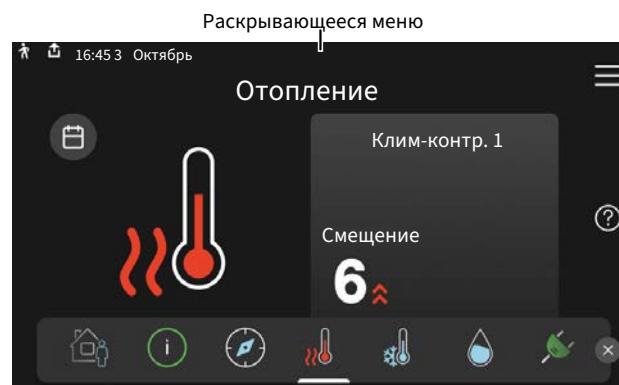 Раскрывающееся меню
16:45 3 Октябрь
Отопление
Клим-контр. 1
Смещение
6